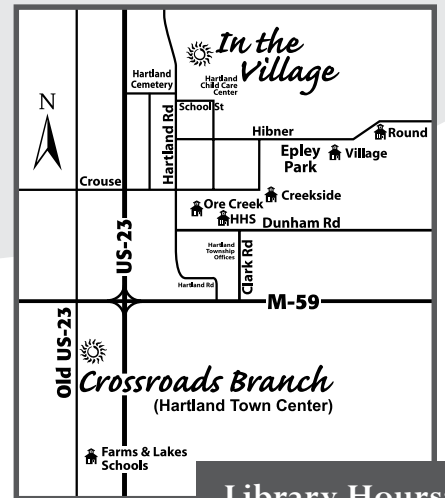 In the
Village
Hartland
Cemetery
Hartland
Child Care
Center
School St
N
Hartland Rd
Hibner
Round
Epley
Park
Village
Crouse
Creekside
Ore Creek
HHS
Dunham Rd
US-23
Hartland
Township
Offices
Clark Rd
Hartland Rd
M-59
Old US-23
Crossroads Branch
(Hartland Town Center)
Farms & Lakes
Schools
Library Hours